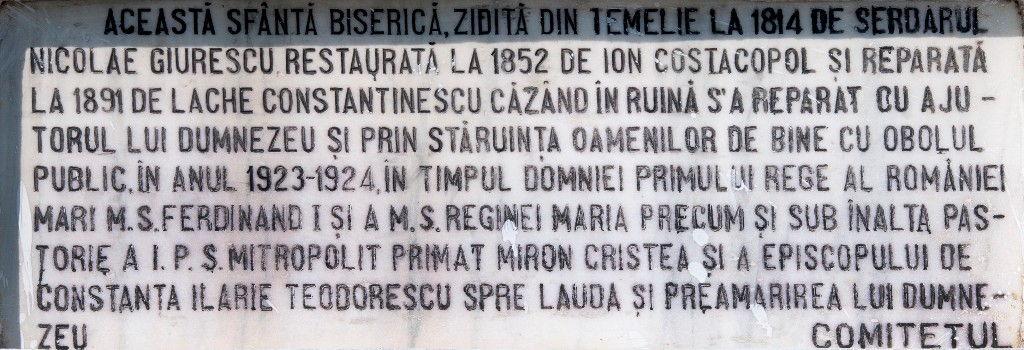 ACEASTĂ SFÂNTĂ BISERICĂ, ZIDITĂ DIN TEMELIE LA 1814 DE SERDARUL
NICOLAE GIURESCU, RESTAURATĂ LA 1852 DE ION COSTACOPOL ȘI REPARATĂ
LA 1891 DE LACHE CONSTANTINESCU CĂZÂND ÎN RUINĂ S'A REPARAT CU AJU-
TORUL LUI DUMNEZEU ȘI PRIN STĂRUINȚA OAMENILOR DE BINE CU OBOLUL
PUBLIC, ÎN ANUL 1923-1924, ÎN TIMPUL DOMNIEI PRIMULUI REGE AL ROMÂNIEI
MARI M.S. FERDINAND I ȘI A M.S. REGINEI MARIA PRECUM ȘI SUB ÎNALTA PAS-
TORIE A I.P.S. MITROPOLIT PRIMAT MIRON CRISTEA ȘI A EPISCOPULUI DE
CONSTANTA ILARIE TEODORESCU SPRE LAUDA ȘI PREAMARIREA LUI DUMNE-
ZEU COMITETUL